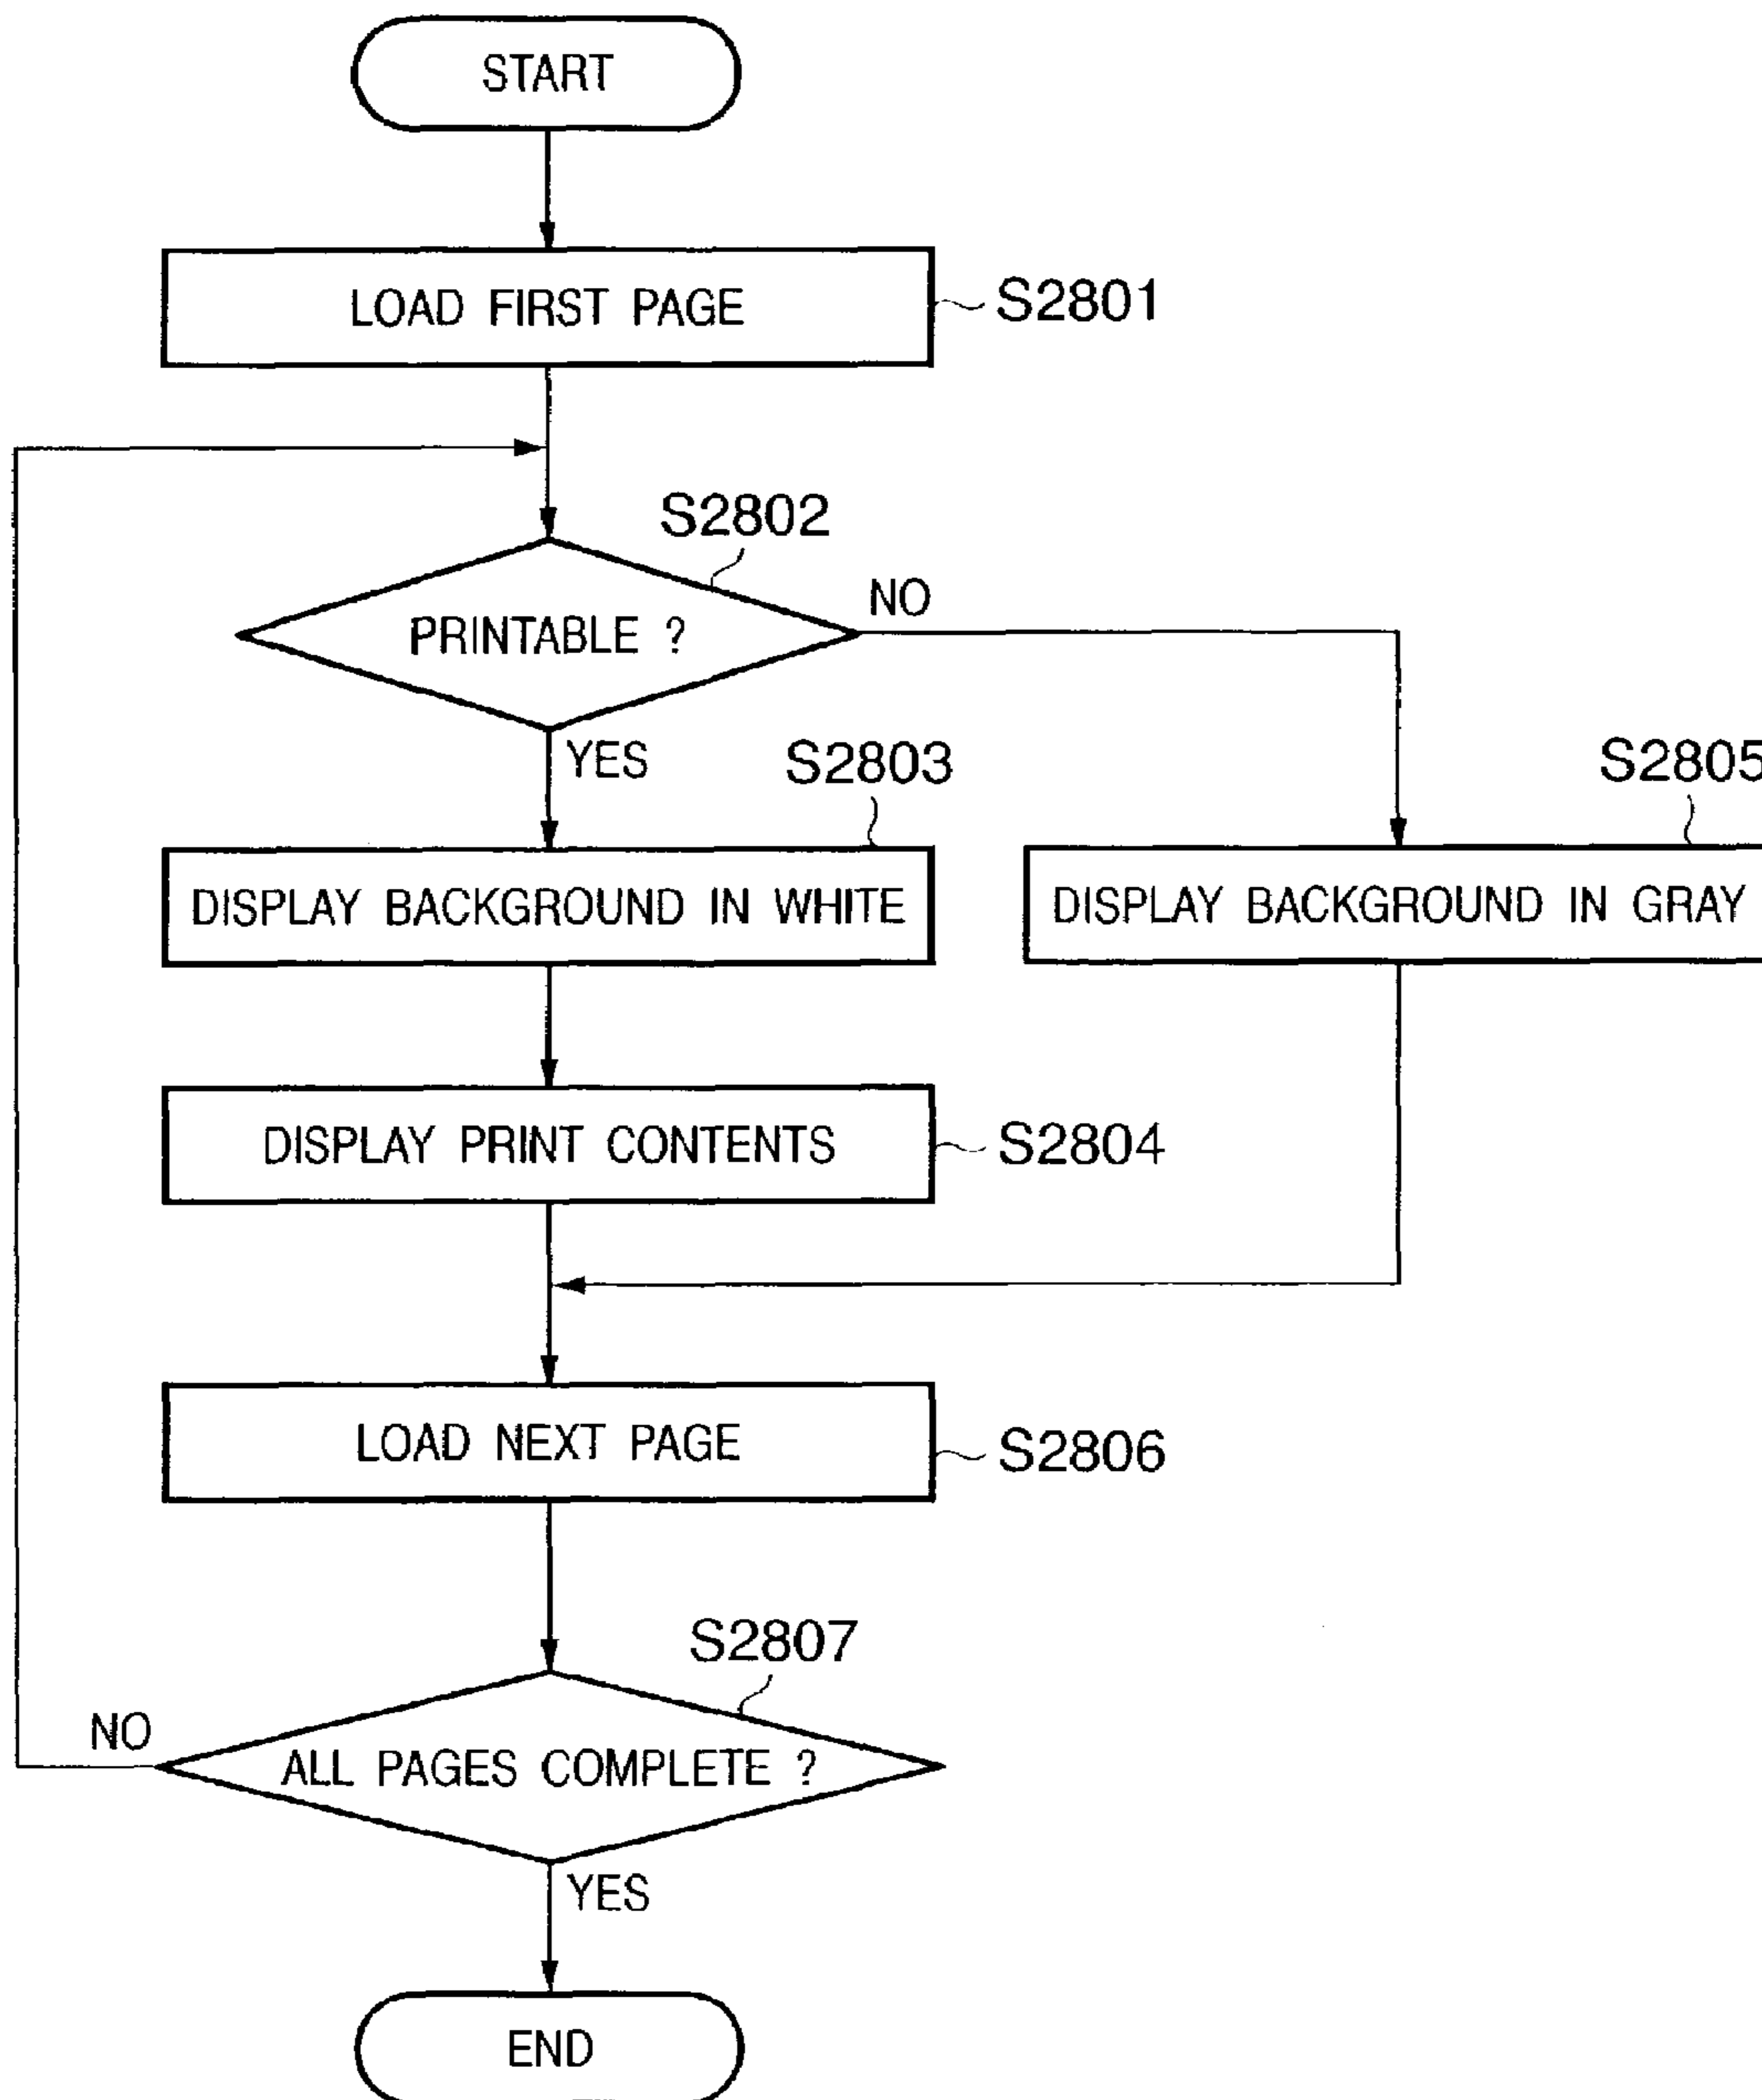 START
LOAD FIRST PAGE
S2801
S2802
PRINTABLE ?
NO
YES
S2803
S2805
DISPLAY BACKGROUND IN WHITE
DISPLAY BACKGROUND IN GRAY
DISPLAY PRINT CONTENTS
S2804
LOAD NEXT PAGE
S2806
S2807
NO
ALL PAGES COMPLETE ?
YES
END